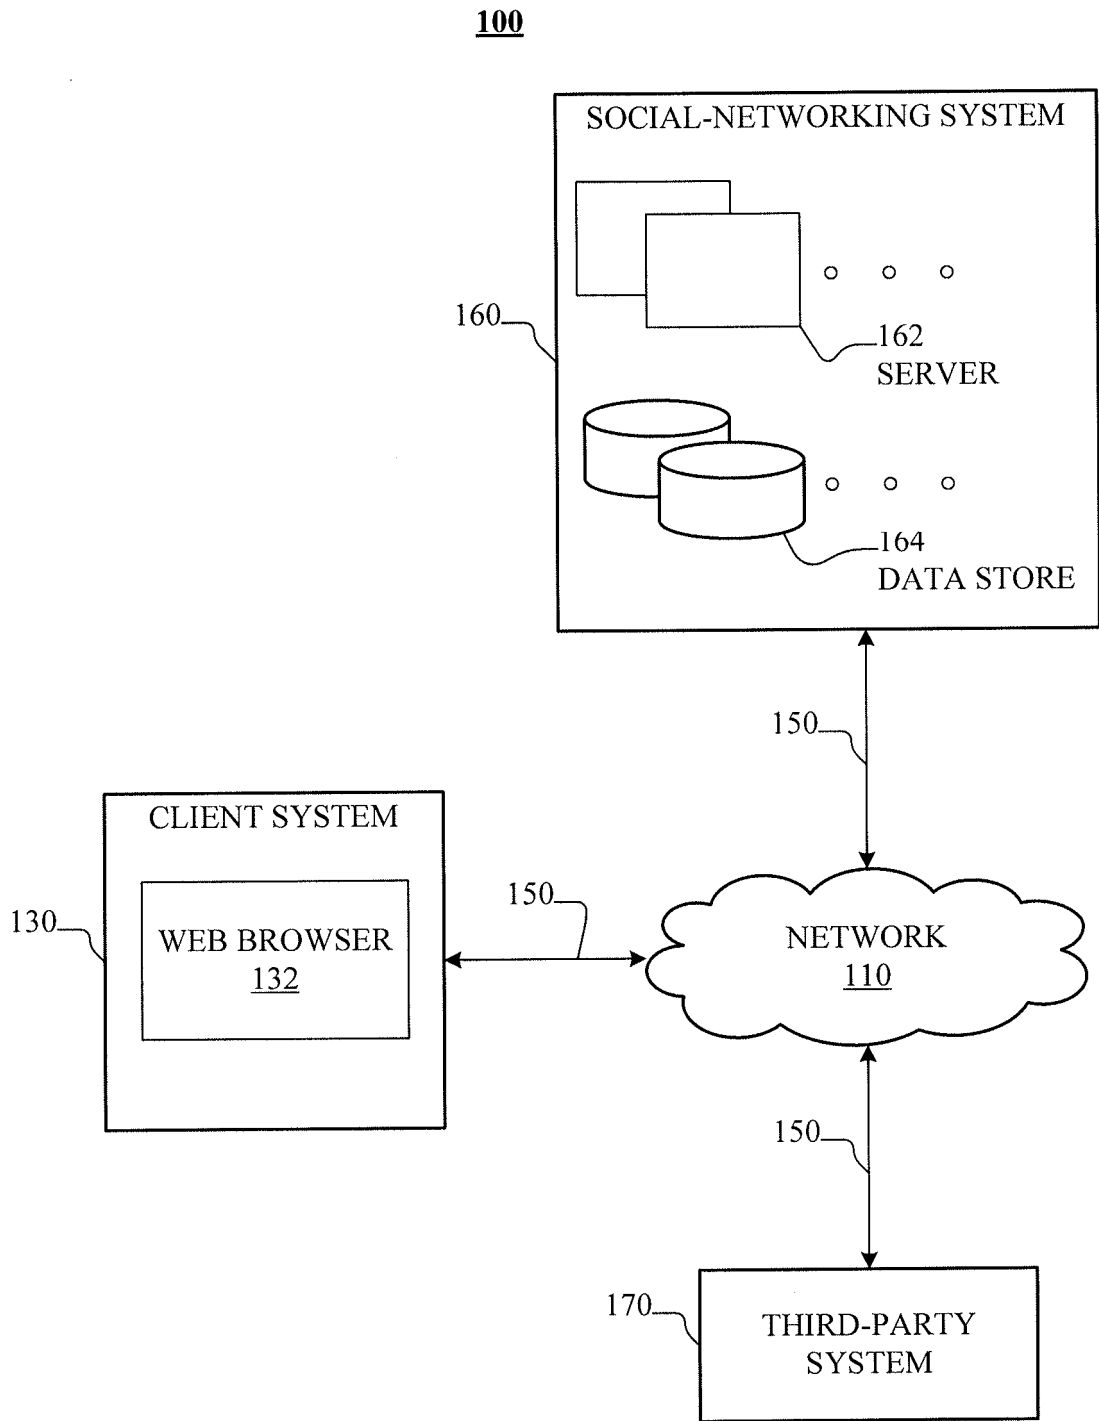 100
SOCIAL-NETWORKING SYSTEM
160
162
SERVER
164
DATA STORE
150
CLIENT SYSTEM
130
WEB BROWSER
132
150
NETWORK
110
150
170
THIRD-PARTY
SYSTEM